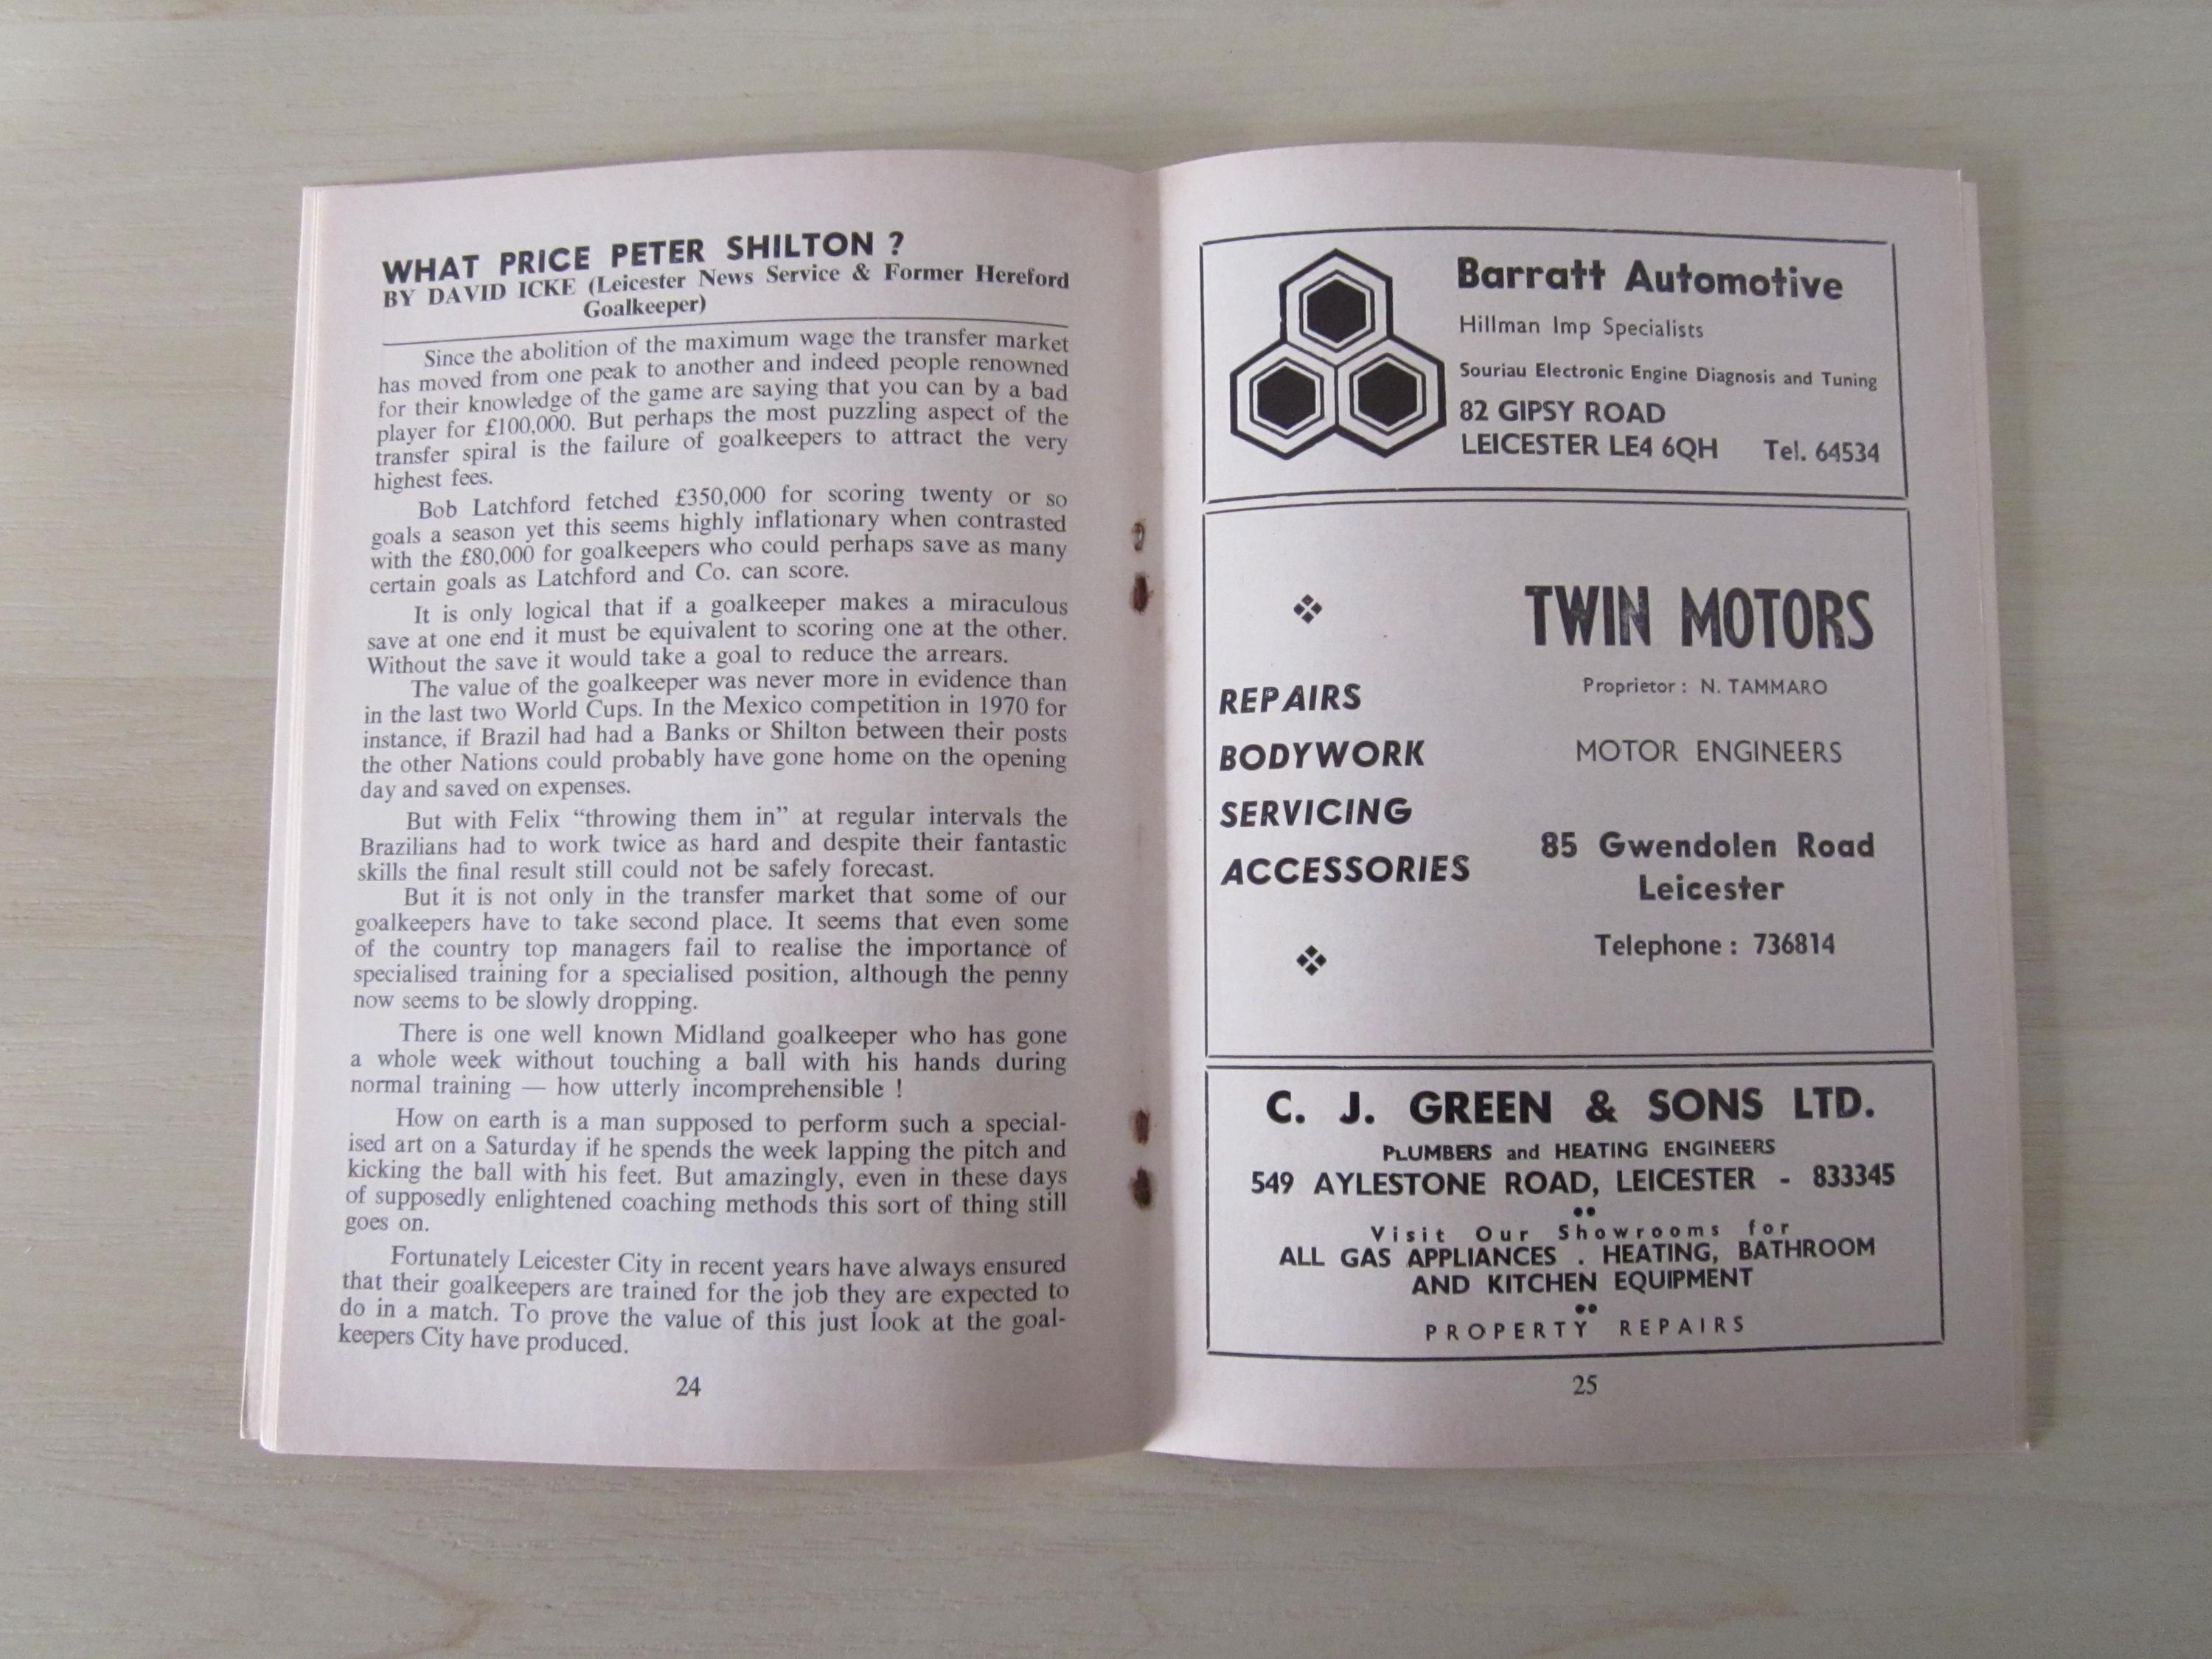 WHAT PRICE PETER SHILTON ?
BY DAVID ICKE (Leicester News Service & Former Hereford
Goalkeeper)
Since the abolition of the maximum wage the transfer market
has moved from one peak to another and indeed people renowned
for their knowledge of the game are saying that you can by a bad
player for £100,000. But perhaps the most puzzling aspect of the
transfer spiral is the failure of goalkeepers to attract the very
highest fees.
Bob Latchford fetched £350,000 for scoring twenty or so
goals a season yet this seems highly inflationary when contrasted
with the £80,000 for goalkeepers who could perhaps save as many
certain goals as Latchford and Co. can score.
It is only logical that if a goalkeeper makes a miraculous
save at one end it must be equivalent to scoring one at the other.
Without the save it would take a goal to reduce the arrears.
The value of the goalkeeper was never more in evidence than
in the last two World Cups. In the Mexico competition in 1970 for
instance, if Brazil had had a Banks or Shilton between their posts
the other Nations could probably have gone home on the opening
day and saved on expenses.
But with Felix “throwing them in” at regular intervals the
Brazilians had to work twice as hard and despite their fantastic
skills the final result still could not be safely forecast.
But it is not only in the transfer market that some of our
goalkeepers have to take second place. It seems that even some
of the country top managers fail to realise the importance of
specialised training for a specialised position, although the penny
now seems to be slowly dropping.
There is one well known Midland goalkeeper who has gone
a whole week without touching a ball with his hands during
normal training — how utterly incomprehensible !
How on earth is a man supposed to perform such a special-
ised art on a Saturday if he spends the week lapping the pitch and
kicking the ball with his feet. But amazingly, even in these days
of supposedly enlightened coaching methods this sort of thing still
goes on.
Fortunately Leicester City in recent years have always ensured
that their goalkeepers are trained for the job they are expected to
do in a match. To prove the value of this just look at the goal-
keepers City have produced.
24
Barratt Automotive
Hillman Imp Specialists
Souriau Electronic Engine Diagnosis and Tuning
82 GIPSY ROAD
LEICESTER LE4 6QH Tel. 64534
TWIN MOTORS
Proprietor : N. TAMMARO
REPAIRS
MOTOR ENGINEERS
BODYWORK
SERVICING
85 Gwendolen Road
ACCESSORIES
Leicester
Telephone : 736814
C. J. GREEN & SONS LTD.
PLUMBERS and HEATING ENGINEERS
549 AYLESTONE ROAD, LEICESTER - 833345
Visit Our Showrooms for
ALL GAS APPLIANCES . HEATING, BATHROOM
AND KITCHEN EQUIPMENT
PROPERTY REPAIRS
25